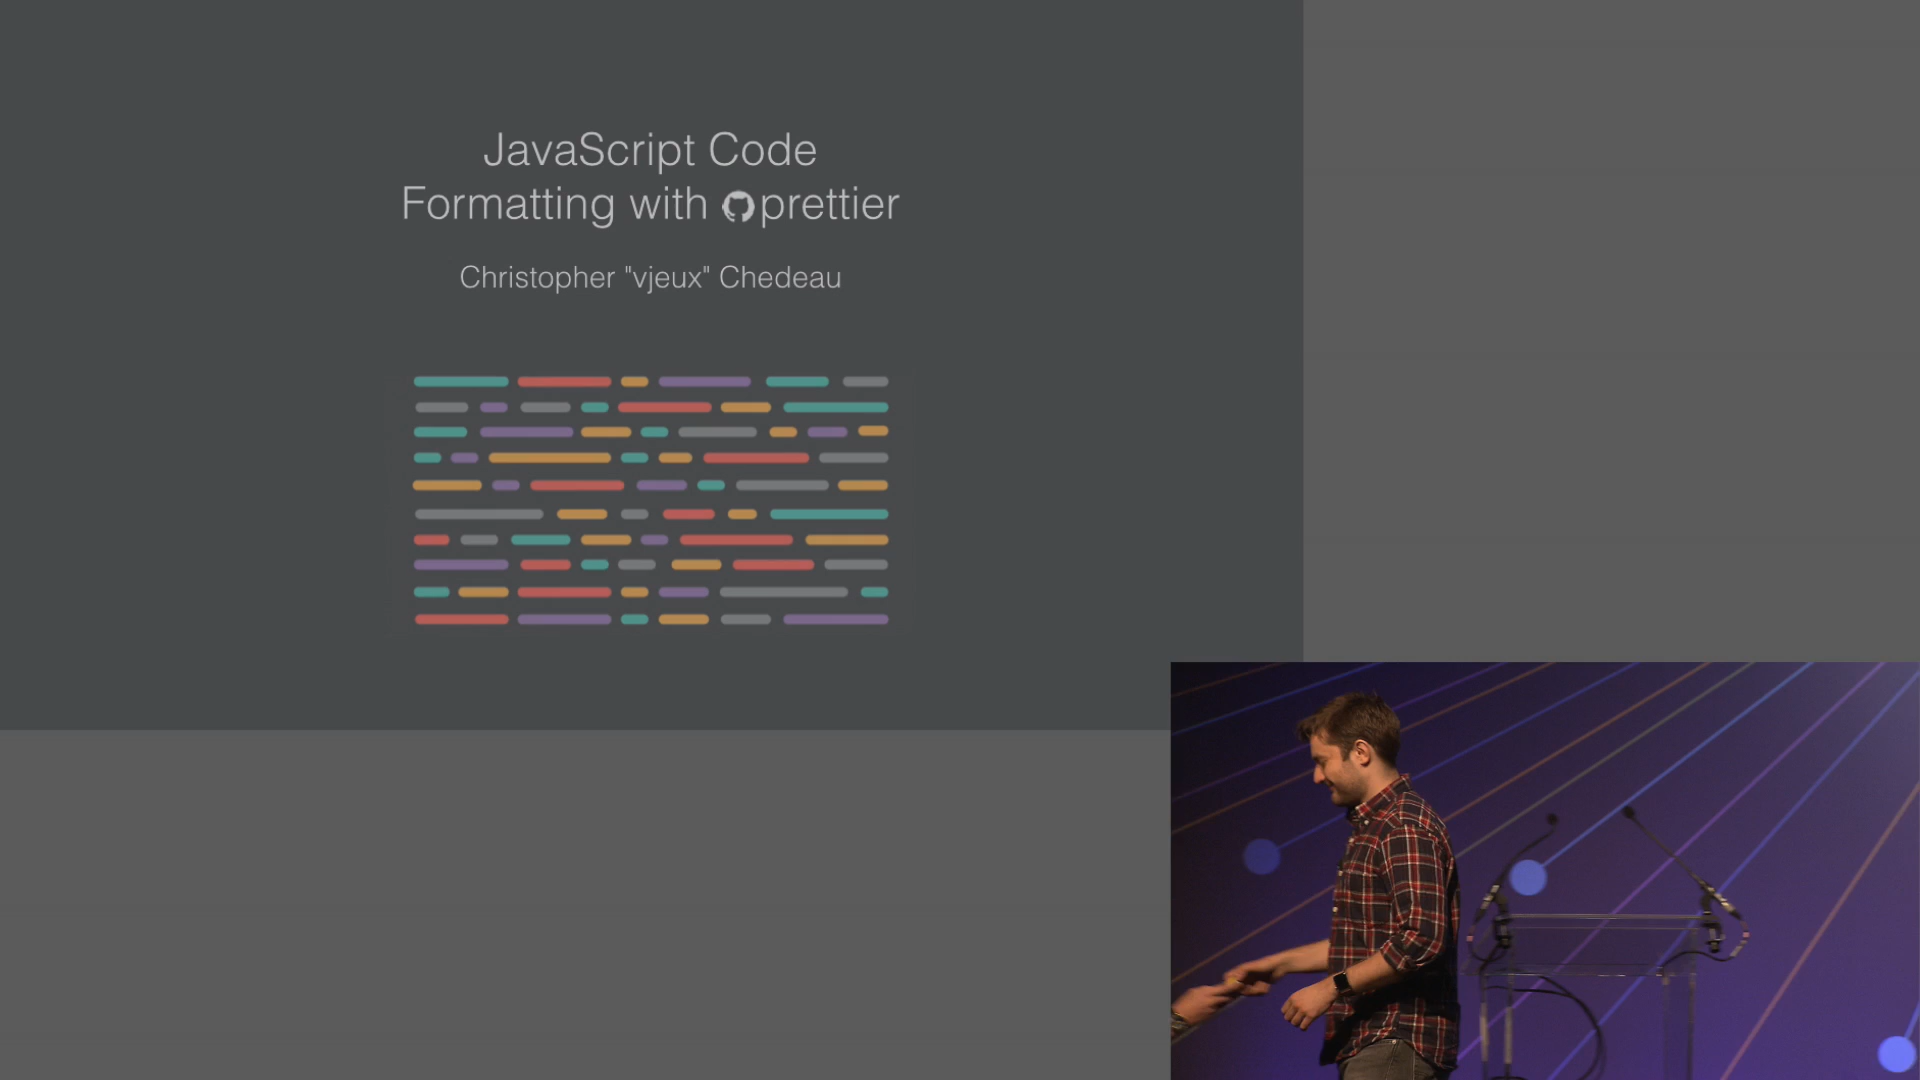 JavaScript Code
Formatting with prettier
Christopher "vjeux" Chedeau